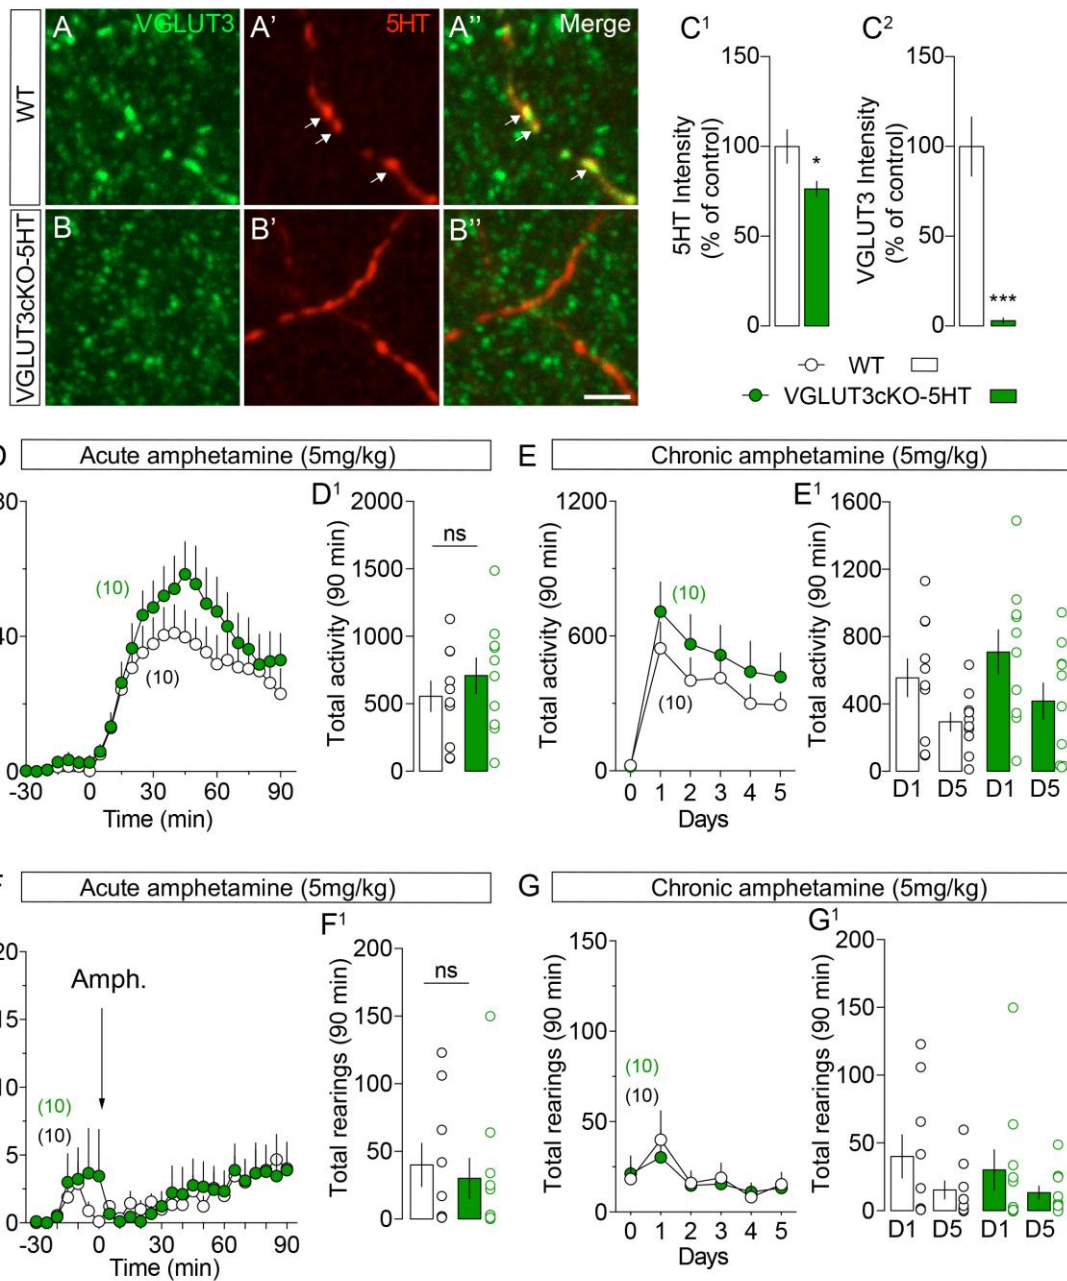 A VGLUT3 A' 5HT A'' Merge
WT
B B' B''
VGLUT3cKO-5HT
C1
5HT Intensity
(% of control)
150
100
50
0
*
C2
VGLUT3 Intensity
(% of control)
150
100
50
0
***
WT
VGLUT3cKO-5HT
Acute amphetamine (5mg/kg)
40
0
(10)
(10)
-30 0 30 60 90
Time (min)
D1
Total activity (90 min)
2000
1500
1000
500
0
ns
E Chronic amphetamine (5mg/kg)
Total activity (90 min)
1200
600
0
(10)
(10)
0 1 2 3 4 5
Days
E1
Total activity (90 min)
1600
1200
800
400
0
D1 D5 D1 D5
Acute amphetamine (5mg/kg)
20
15
10
5
0
Amph.
(10)
(10)
-30 0 30 60 90
Time (min)
F1
Total rearings (90 min)
200
150
100
50
0
ns
G Chronic amphetamine (5mg/kg)
Total rearings (90 min)
150
100
50
0
(10)
(10)
0 1 2 3 4 5
Days
G1
Total rearings (90 min)
200
150
100
50
0
D1 D5 D1 D5